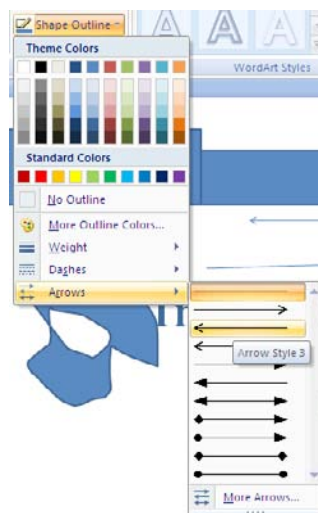 Shape Outline
A A A
Theme Colors
WordArt Styles
Standard Colors
No Outline
More Outline Colors...
Weight
Dashes
Arrows
Arrow Style 3
More Arrows...